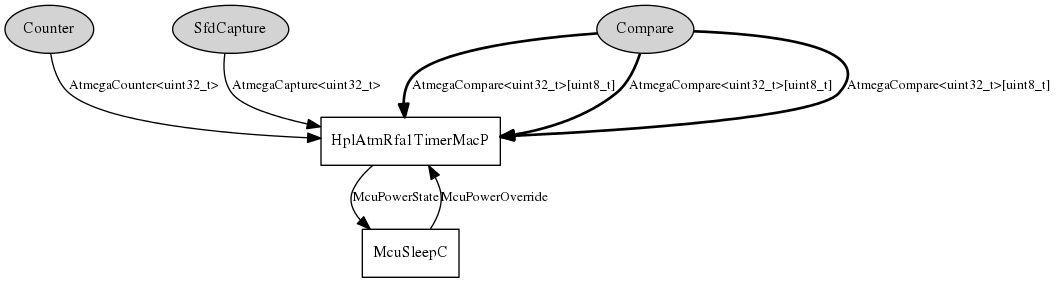 Counter
SfdCapture
Compare
AtmegaCounter<uint32_t>
AtmegaCapture<uint32_t>
AtmegaCompare<uint32_t>[uint8_t]
AtmegaCompare<uint32_t>[uint8_t]
AtmegaCompare<uint32_t>[uint8_t]
HplAtmRfa1TimerMacP
McuPowerState
McuPowerOverride
McuSleepC